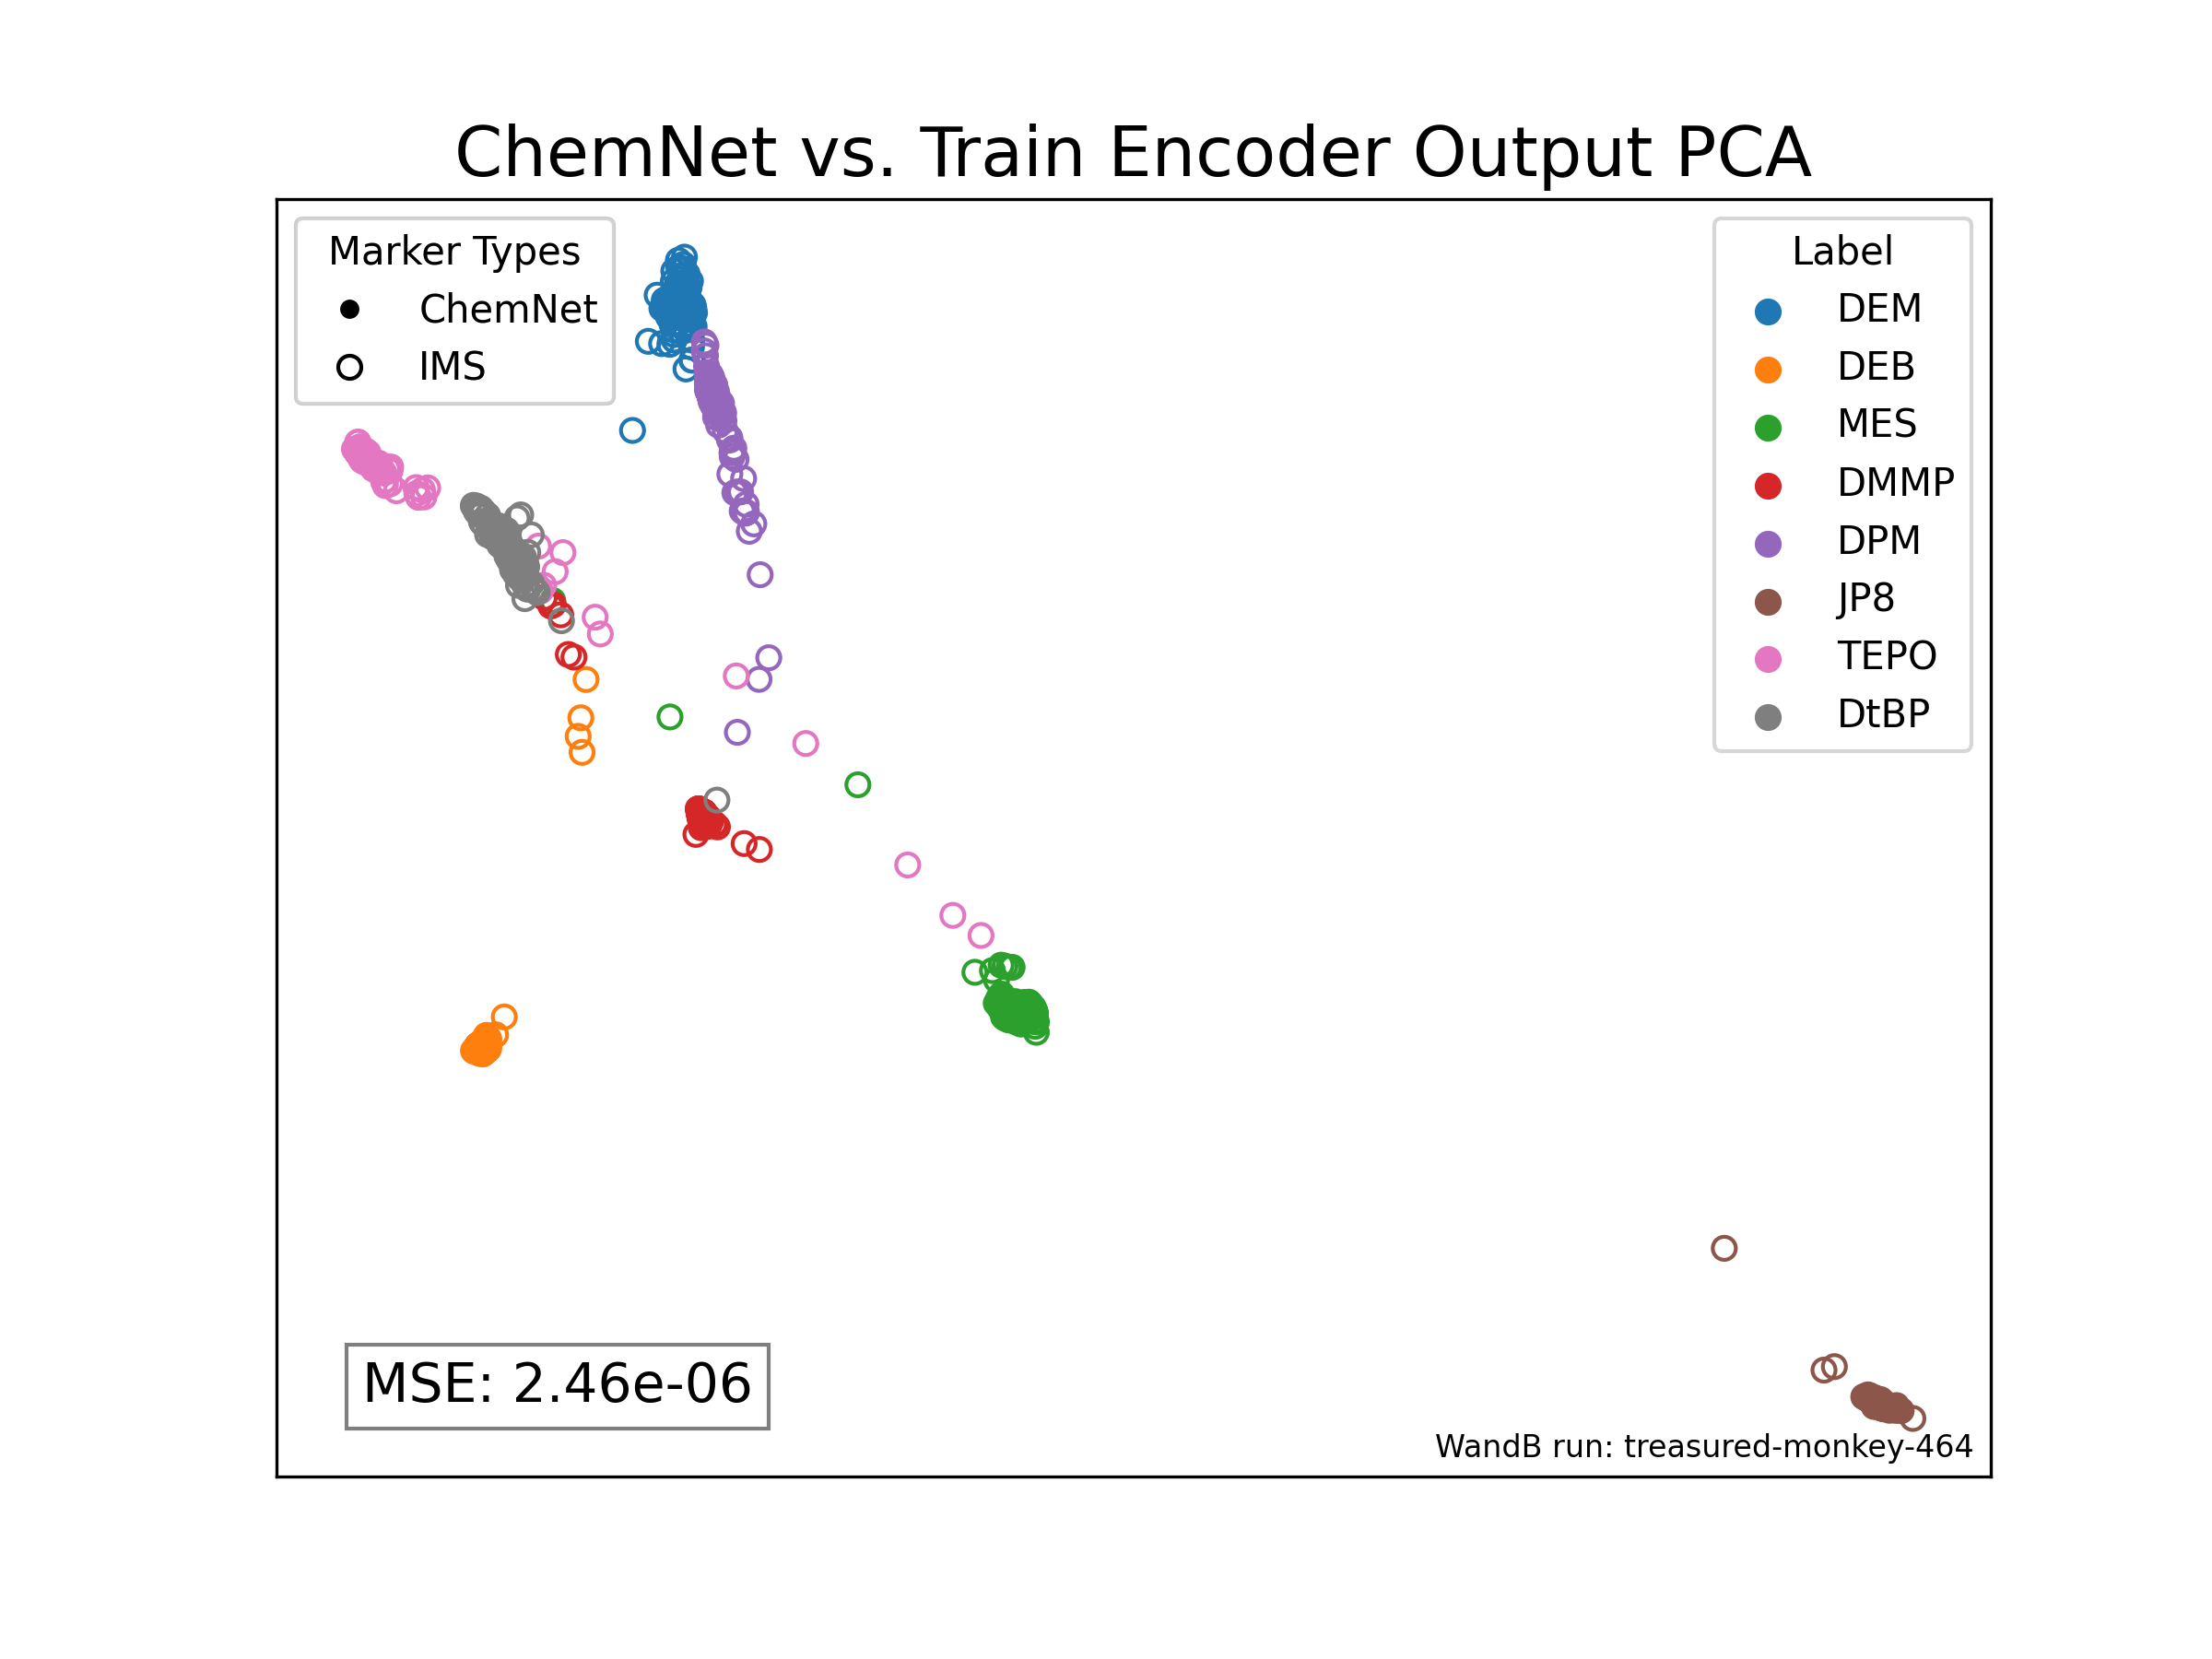 ChemNet vs. Train Encoder Output PCA
Marker Types
ChemNet
IMS
Label
DEM
DEB
MES
DMMP
DPM
JP8
TEPO
DtBP
MSE: 2.46e-06
WandB run: treasured-monkey-464